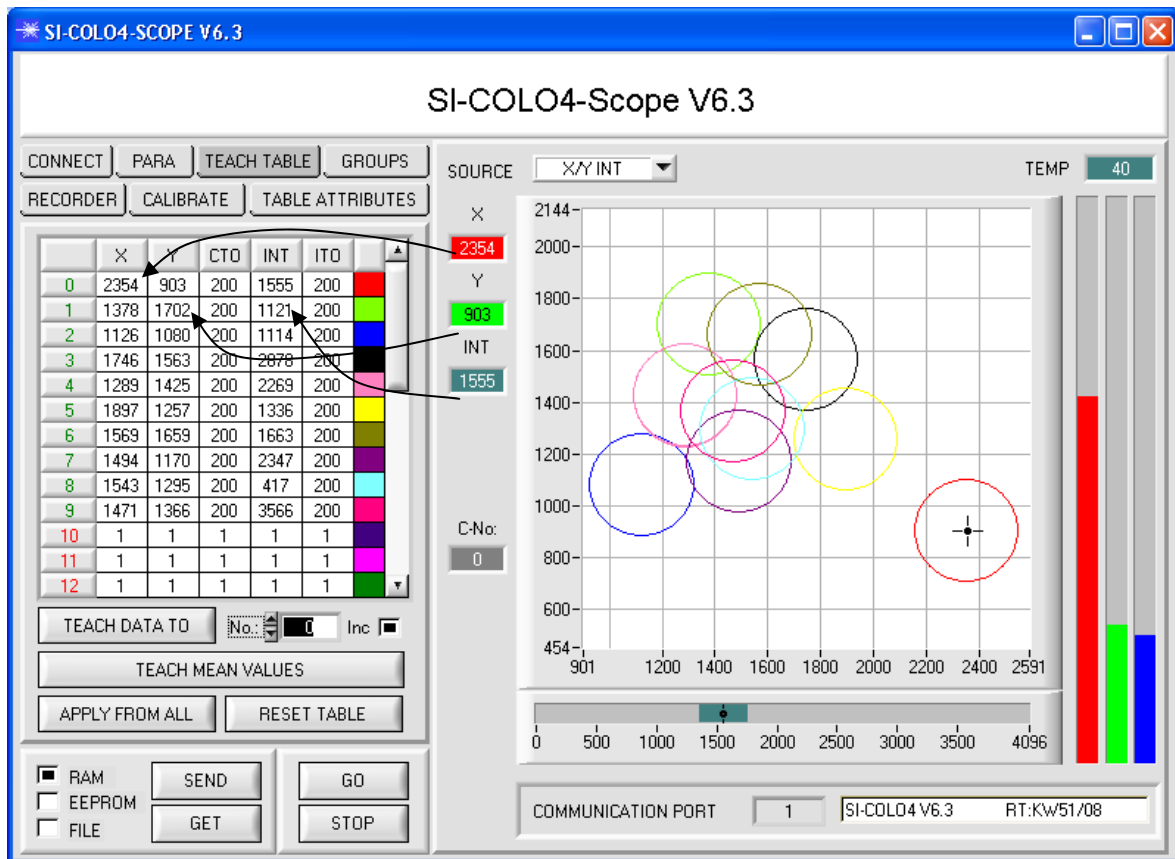 SI-COLO4-SCOPE V6.3
SI-COLO4-Scope V6.3
CONNECT PARA TEACH TABLE GROUPS
RECORDER CALIBRATE TABLE ATTRIBUTES
X Y CTO INT ITO
0 2354 903 200 1555 200
1 1378 1702 200 1121 200
2 1126 1080 200 1114 200
3 1746 1563 200 2878 200
4 1289 1425 200 2269 200
5 1897 1257 200 1336 200
6 1569 1659 200 1663 200
7 1494 1170 200 2347 200
8 1543 1295 200 417 200
9 1471 1366 200 3566 200
10 1 1 1 1 1
11 1 1 1 1 1
12 1 1 1 1 1
TEACH DATA TO No.: 0 Inc
TEACH MEAN VALUES
APPLY FROM ALL RESET TABLE
RAM
EEPROM
FILE
SEND
GET
GO
STOP
SOURCE X/Y INT
TEMP 40
X
2354
Y
903
INT
1555
C-No:
0
2144
2000
1800
1600
1400
1200
1000
800
600
454
901 1200 1400 1600 1800 2000 2200 2400 2591
0 500 1000 1500 2000 2500 3000 3500 4096
COMMUNICATION PORT 1 SI-COLO4 V6.3 RT:KW51/08